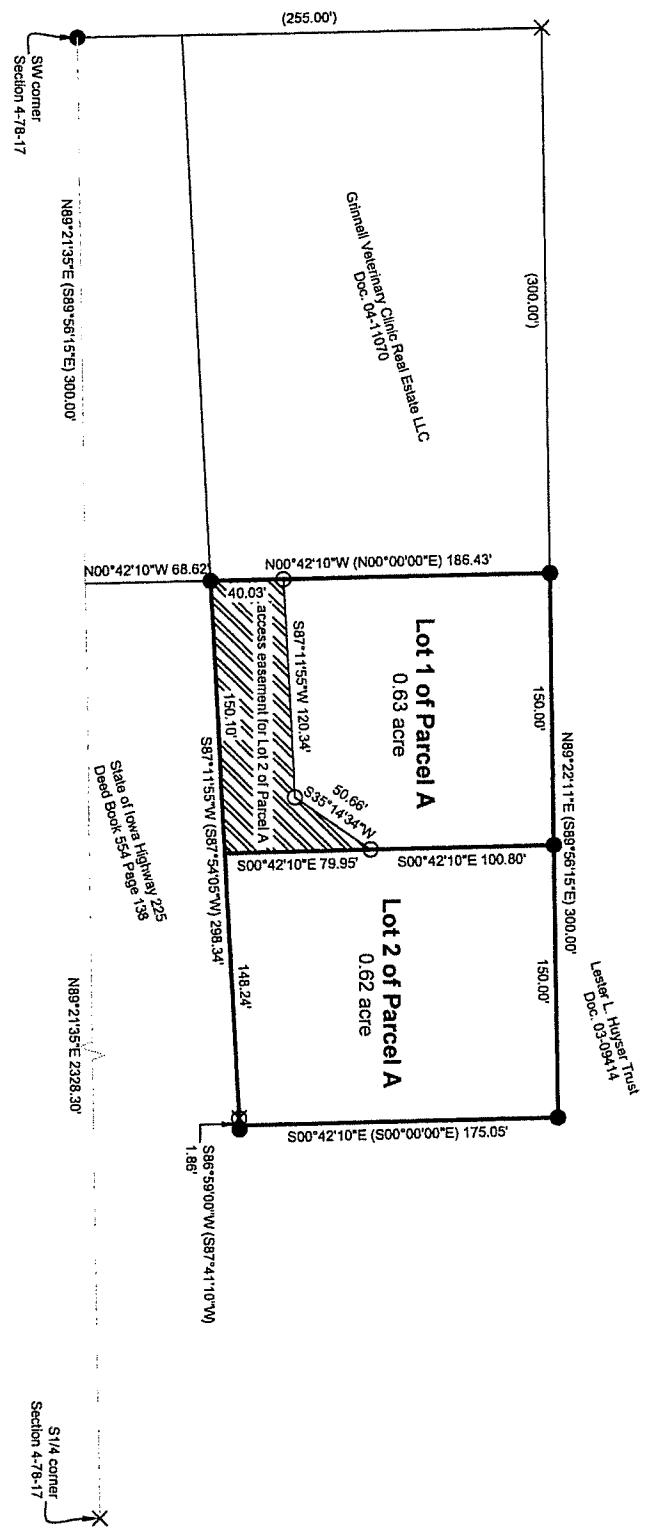 (255.00')
SW corner
Section 4-78-17
N89°21'35"E (S89°56'15"E) 300.00'
Grinnell Veterinary Clinic Real Estate LLC
Doc. 04-11070
(300.00')
N00°42'10"W 68.62'
N00°42'10"W (N00°00'00"E) 186.43'
40.03'
access easement for Lot 2 of Parcel A
S87°11'55"W 120.34'
Lot 1 of Parcel A
0.63 acre
150.00'
N89°22'11"E (S89°56'15"E) 300.00'
150.10'
50.66'
S35°14'34"W
S87°11'55"W (S87°54'05"W) 298.34'
State of Iowa Highway 225
Deed Book 554 Page 138
S00°42'10"E 79.95'
S00°42'10"E 100.80'
Lot 2 of Parcel A
0.62 acre
150.00'
Lester L. Huyser Trust
Doc. 03-09414
148.24'
N89°21'35"E 2328.30'
S00°42'10"E (S00°00'00"E) 175.05'
S86°59'00"W (S87°41'10"W)
1.86'
S1/4 corner
Section 4-78-17